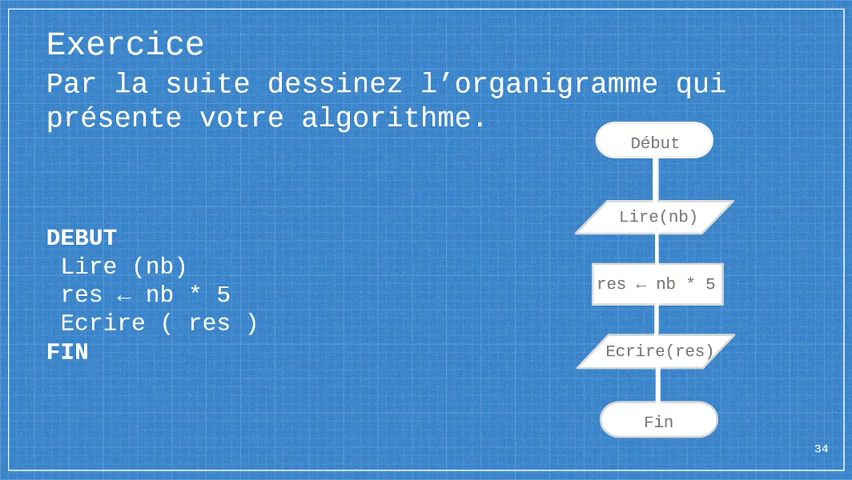 Exercice
Par la suite dessinez l’organigramme qui
présente votre algorithme.
DEBUT
Lire (nb)
res ← nb * 5
Ecrire ( res )
FIN
Début
Lire(nb)
res ← nb * 5
Ecrire(res)
Fin
34